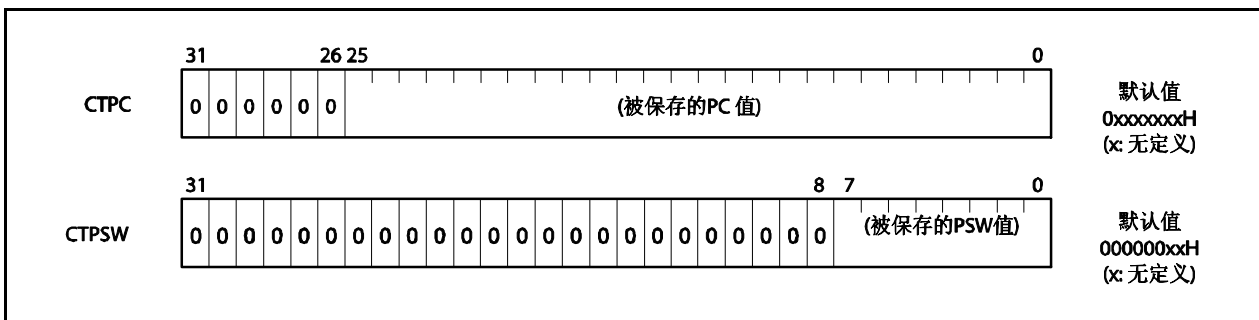 31 26 25 0
CTPC 0 0 0 0 0 0 (被保存的PC 值) 默认值
0xxxxxxxH
(x: 无定义)
31 8 7 0
CTPSW 0 0 0 0 0 0 0 0 0 0 0 0 0 0 0 0 0 0 0 0 0 0 0 0 (被保存的PSW值) 默认值
000000xxH
(x: 无定义)